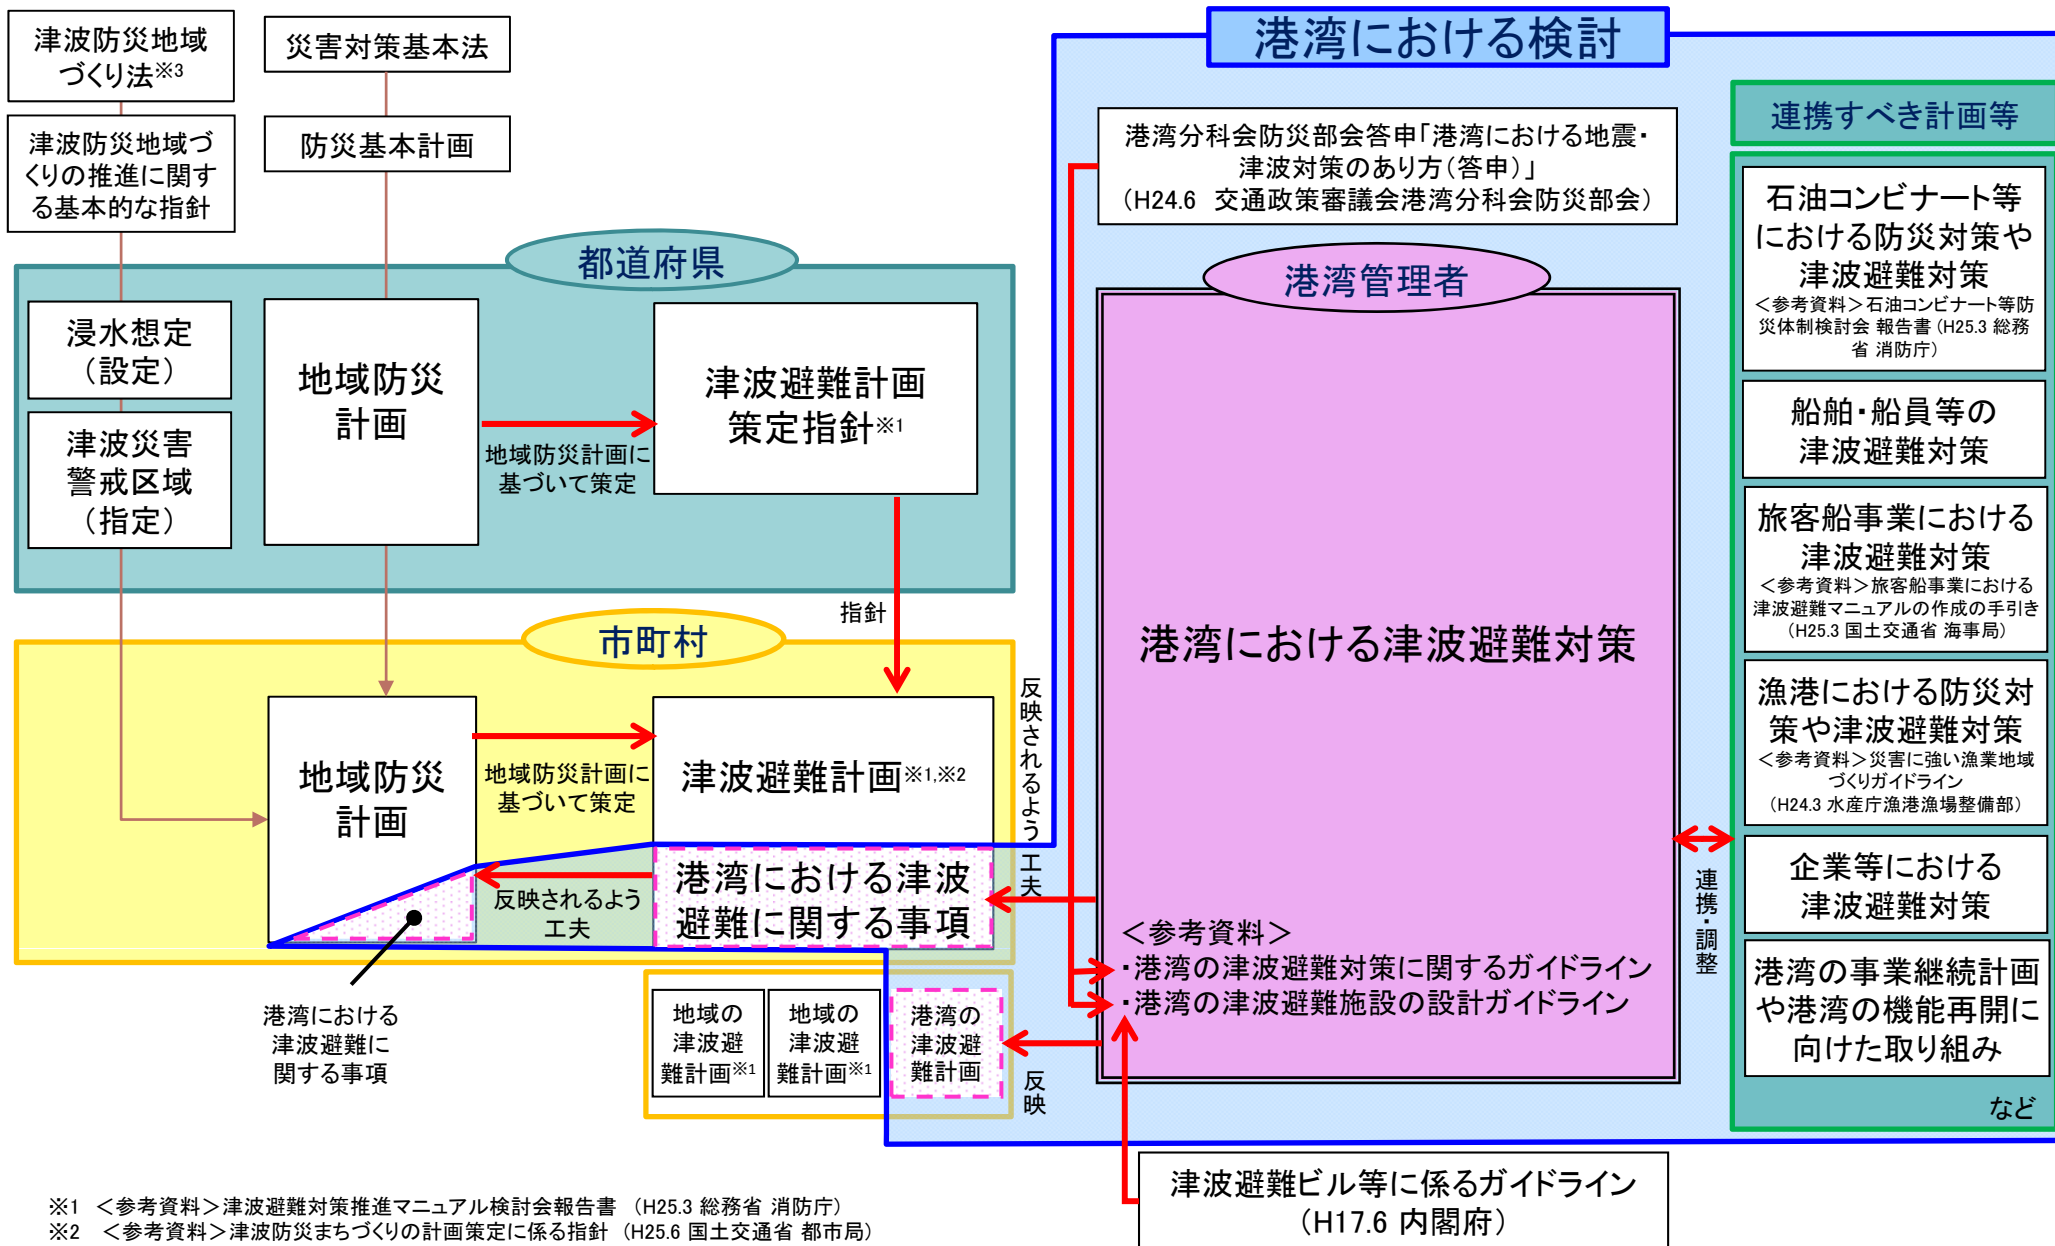 港湾における検討
津波防災地域
づくり法※3
災害対策基本法
津波防災地域づ
くりの推進に関す
る基本的な指針
防災基本計画
都道府県
浸水想定
（設定）
津波災害
警戒区域
（指定）
地域防災
計画
地域防災計画に
基づいて策定
津波避難計画
策定指針※1
指針
市町村
地域防災
計画
地域防災計画に
基づいて策定
津波避難計画※1,※2
反映されるよう
工夫
港湾における津波
避難に関する事項
反映されるよう工夫
港湾における
津波避難に
関する事項
地域の
津波避
難計画※1
地域の
津波避
難計画※1
港湾の
津波避
難計画
反映
港湾分科会防災部会答申「港湾における地震・
津波対策のあり方（答申）」
（H24.6 交通政策審議会港湾分科会防災部会）
港湾管理者
港湾における津波避難対策
＜参考資料＞
・港湾の津波避難対策に関するガイドライン
・港湾の津波避難施設の設計ガイドライン
津波避難ビル等に係るガイドライン
（H17.6 内閣府）
連携・調整
連携すべき計画等
石油コンビナート等
における防災対策や
津波避難対策
＜参考資料＞石油コンビナート等防
災体制検討会 報告書（H25.3 総務
省 消防庁）
船舶・船員等の
津波避難対策
旅客船事業における
津波避難対策
＜参考資料＞旅客船事業における
津波避難マニュアルの作成の手引き
（H25.3 国土交通省 海事局）
漁港における防災対
策や津波避難対策
＜参考資料＞災害に強い漁業地域
づくりガイドライン
（H24.3 水産庁漁港漁場整備部）
企業等における
津波避難対策
港湾の事業継続計画
や港湾の機能再開に
向けた取り組み
など
※1 ＜参考資料＞津波避難対策推進マニュアル検討会報告書 （H25.3 総務省 消防庁）
※2 ＜参考資料＞津波防災まちづくりの計画策定に係る指針 （H25.6 国土交通省 都市局）